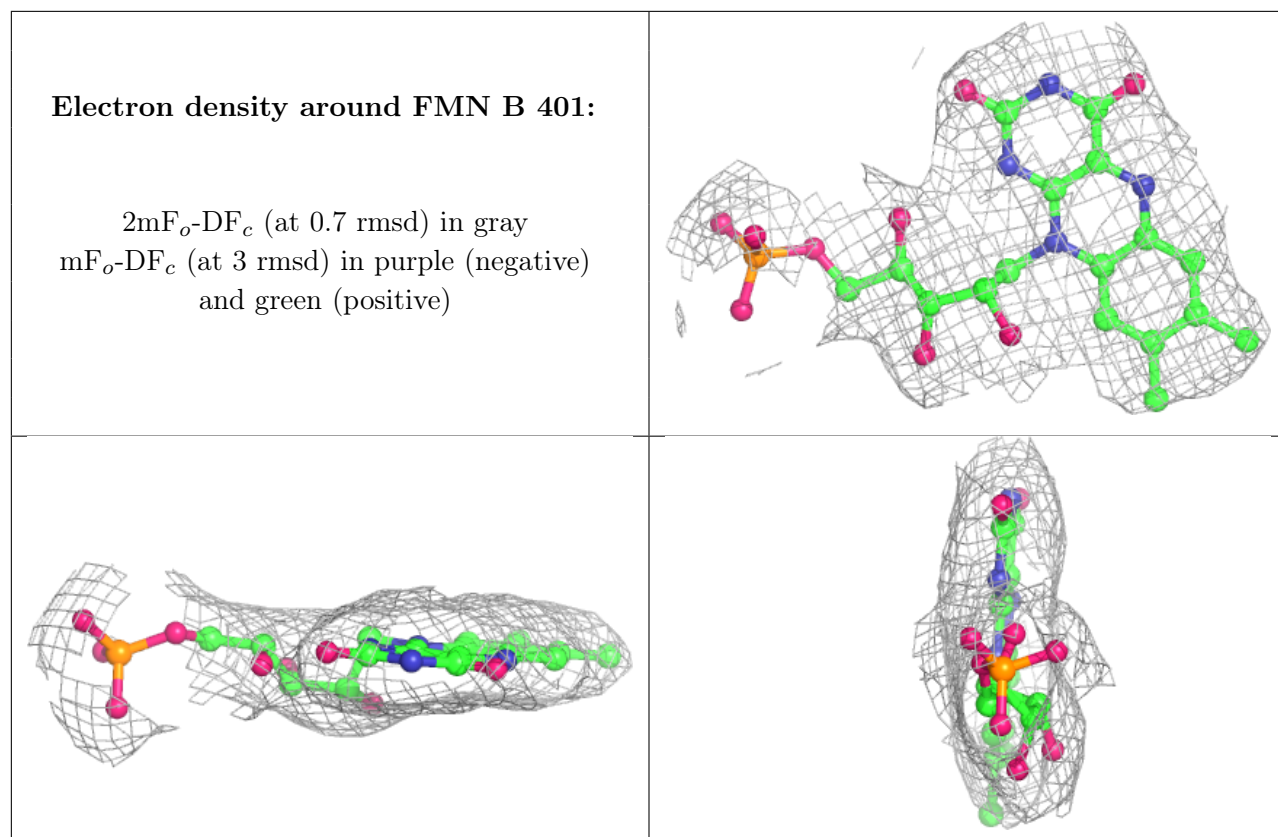 Electron density around FMN B 401:
2mFₒ-DF𝒸 (at 0.7 rmsd) in gray
mFₒ-DF𝒸 (at 3 rmsd) in purple (negative)
and green (positive)